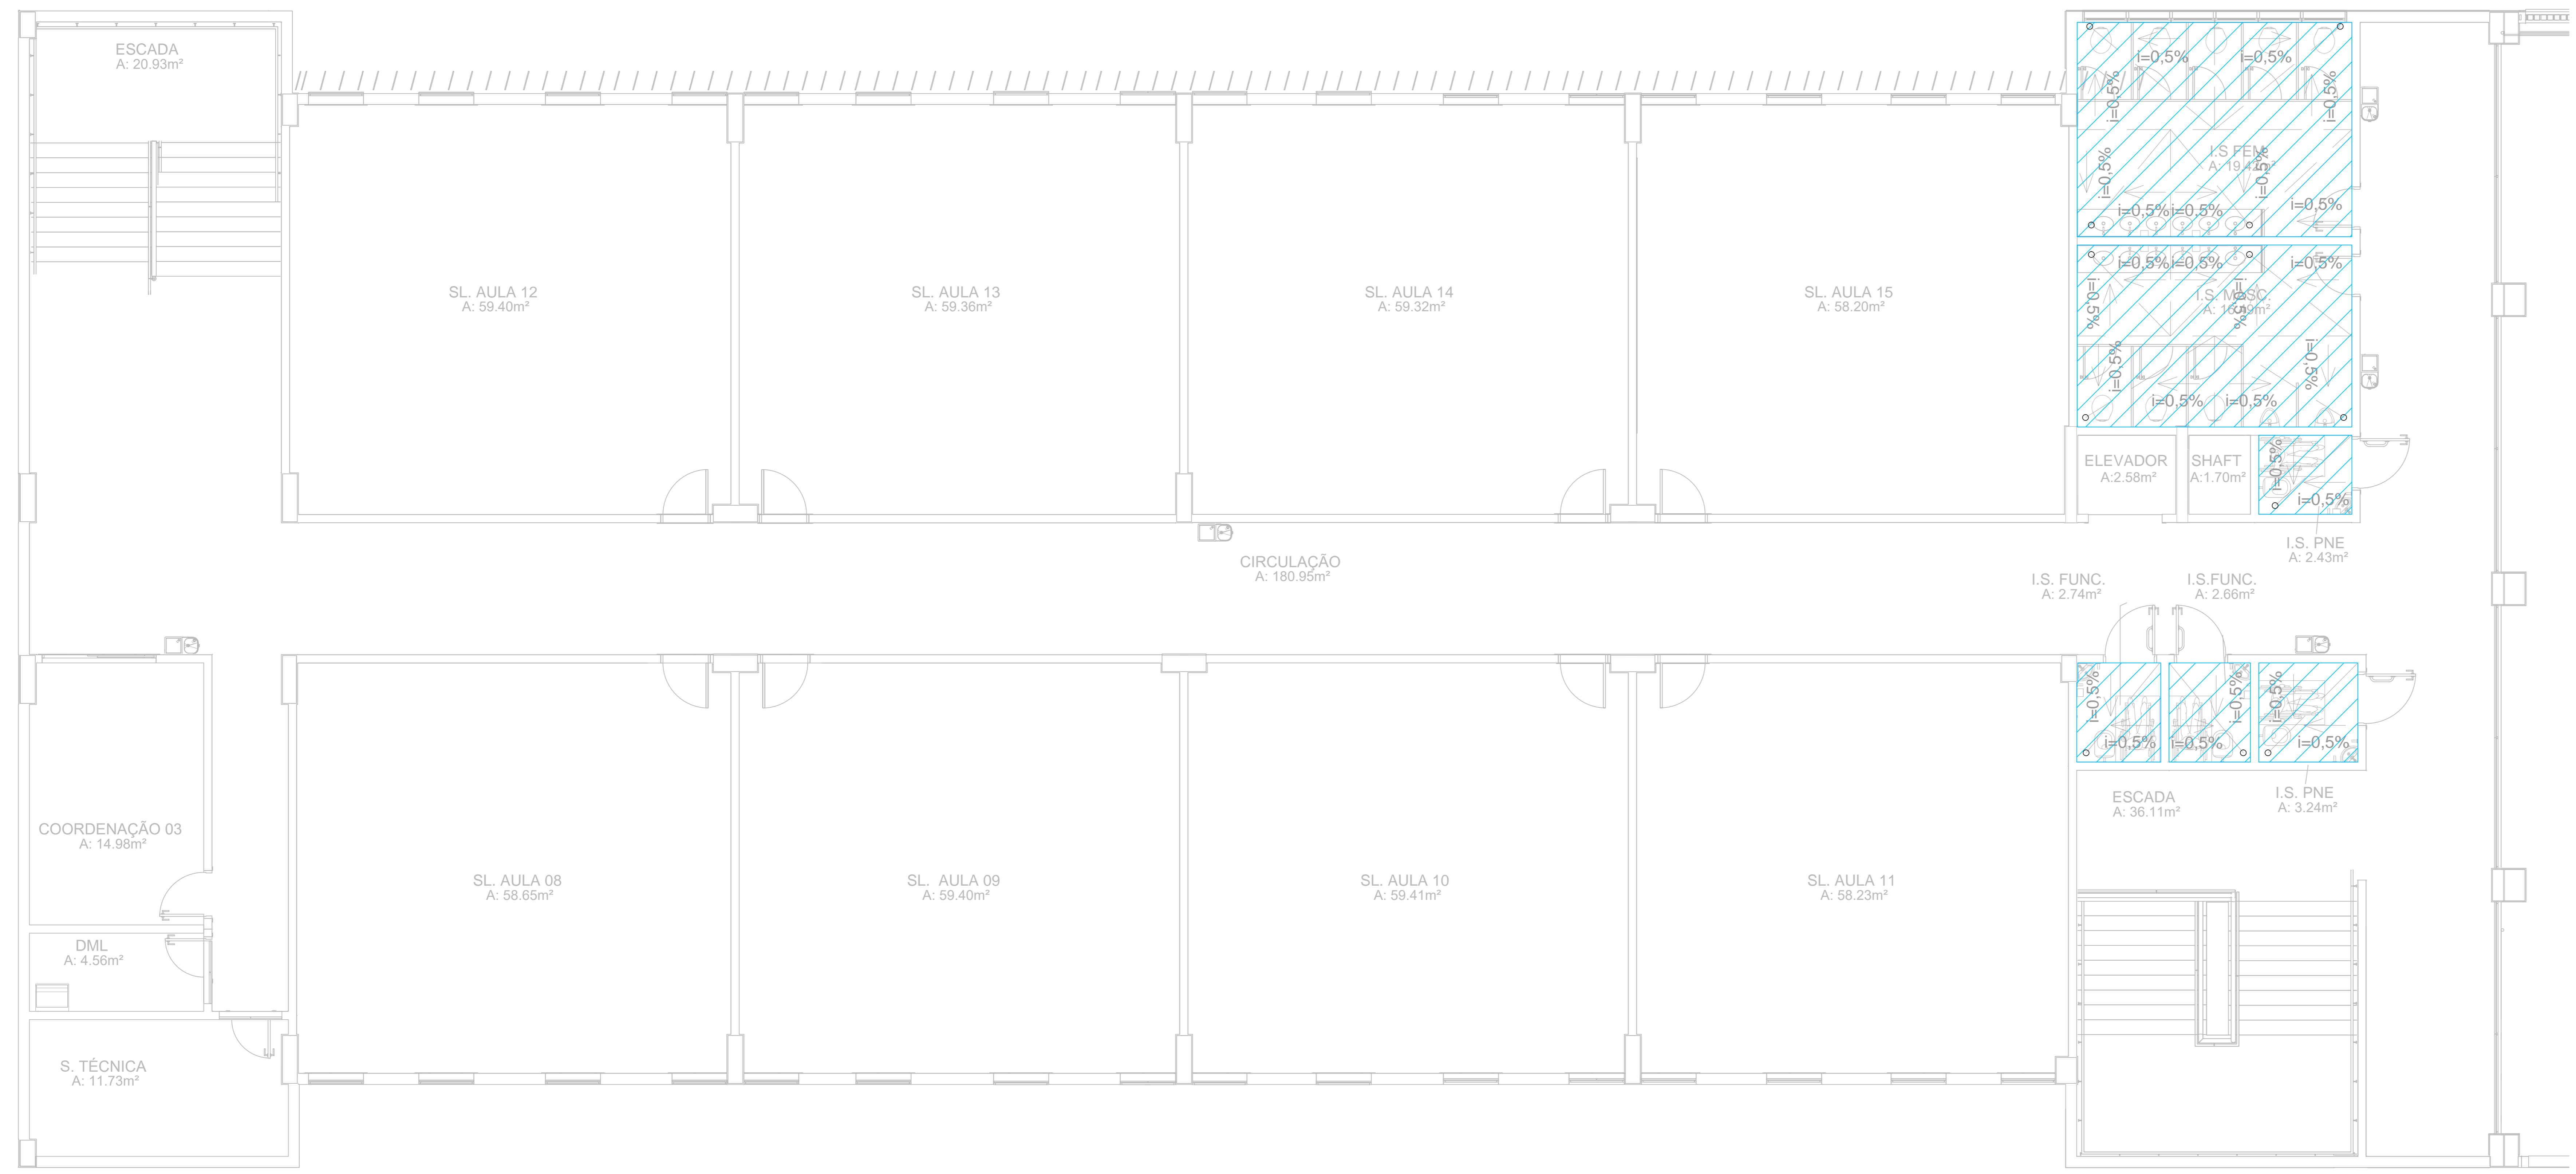 ESCADA
A: 20.93m²
i=0,5%
i=0,5%
i=0,5%
i=0,5%
i=0,5%
i=0,5%
I.S FEM.
i=0,5%
i=0,5%
i=0,5%
SL. AULA 12
A: 59.40m²
SL. AULA 13
A: 59.36m²
SL. AULA 14
A: 59.32m²
SL. AULA 15
A: 58.20m²
i=0,5%
i=0,5%
i=0,5%
i=0,5%
i=0,5%
I.S. MASC.
i=0,5%
i=0,5%
i=0,5%
i=0,5%
ELEVADOR
A:2.58m²
SHAFT
A:1.70m²
i=0,5%
i=0,5%
I.S. PNE
A: 2.43m²
CIRCULAÇÃO
A: 180.95m²
I.S. FUNC.
A: 2.74m²
I.S.FUNC.
A: 2.66m²
i=0,5%
i=0,5%
i=0,5%
i=0,5%
i=0,5%
i=0,5%
I.S. PNE
A: 3.24m²
ESCADA
A: 36.11m²
COORDENAÇÃO 03
A: 14.98m²
SL. AULA 08
A: 58.65m²
SL. AULA 09
A: 59.40m²
SL. AULA 10
A: 59.41m²
SL. AULA 11
A: 58.23m²
DML
A: 4.56m²
S. TÉCNICA
A: 11.73m²